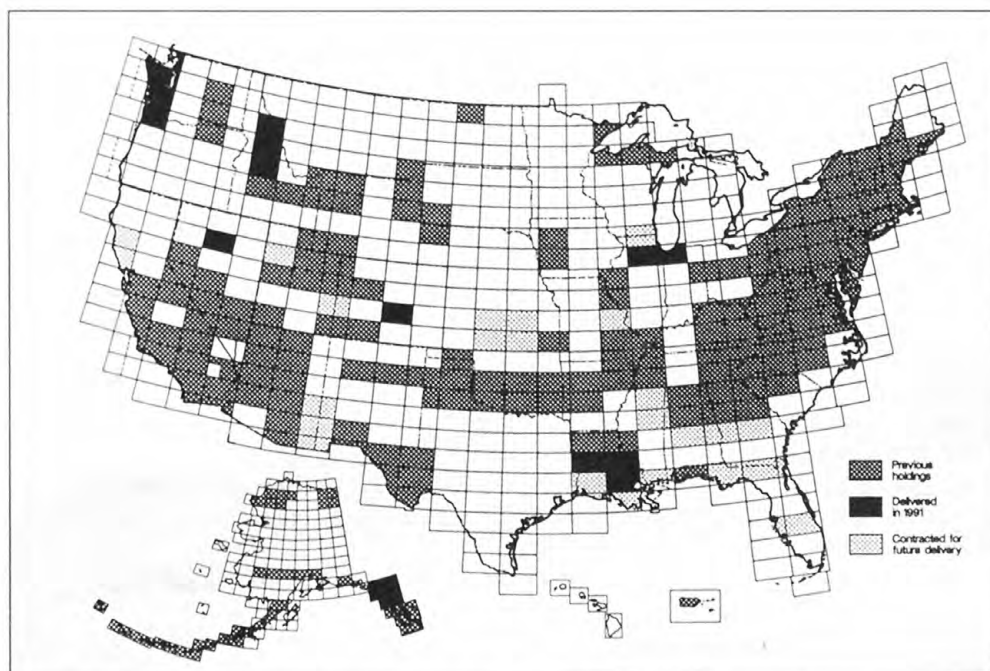 Previous
holdings
Delivered
in 1991
Contracted for
future delivery